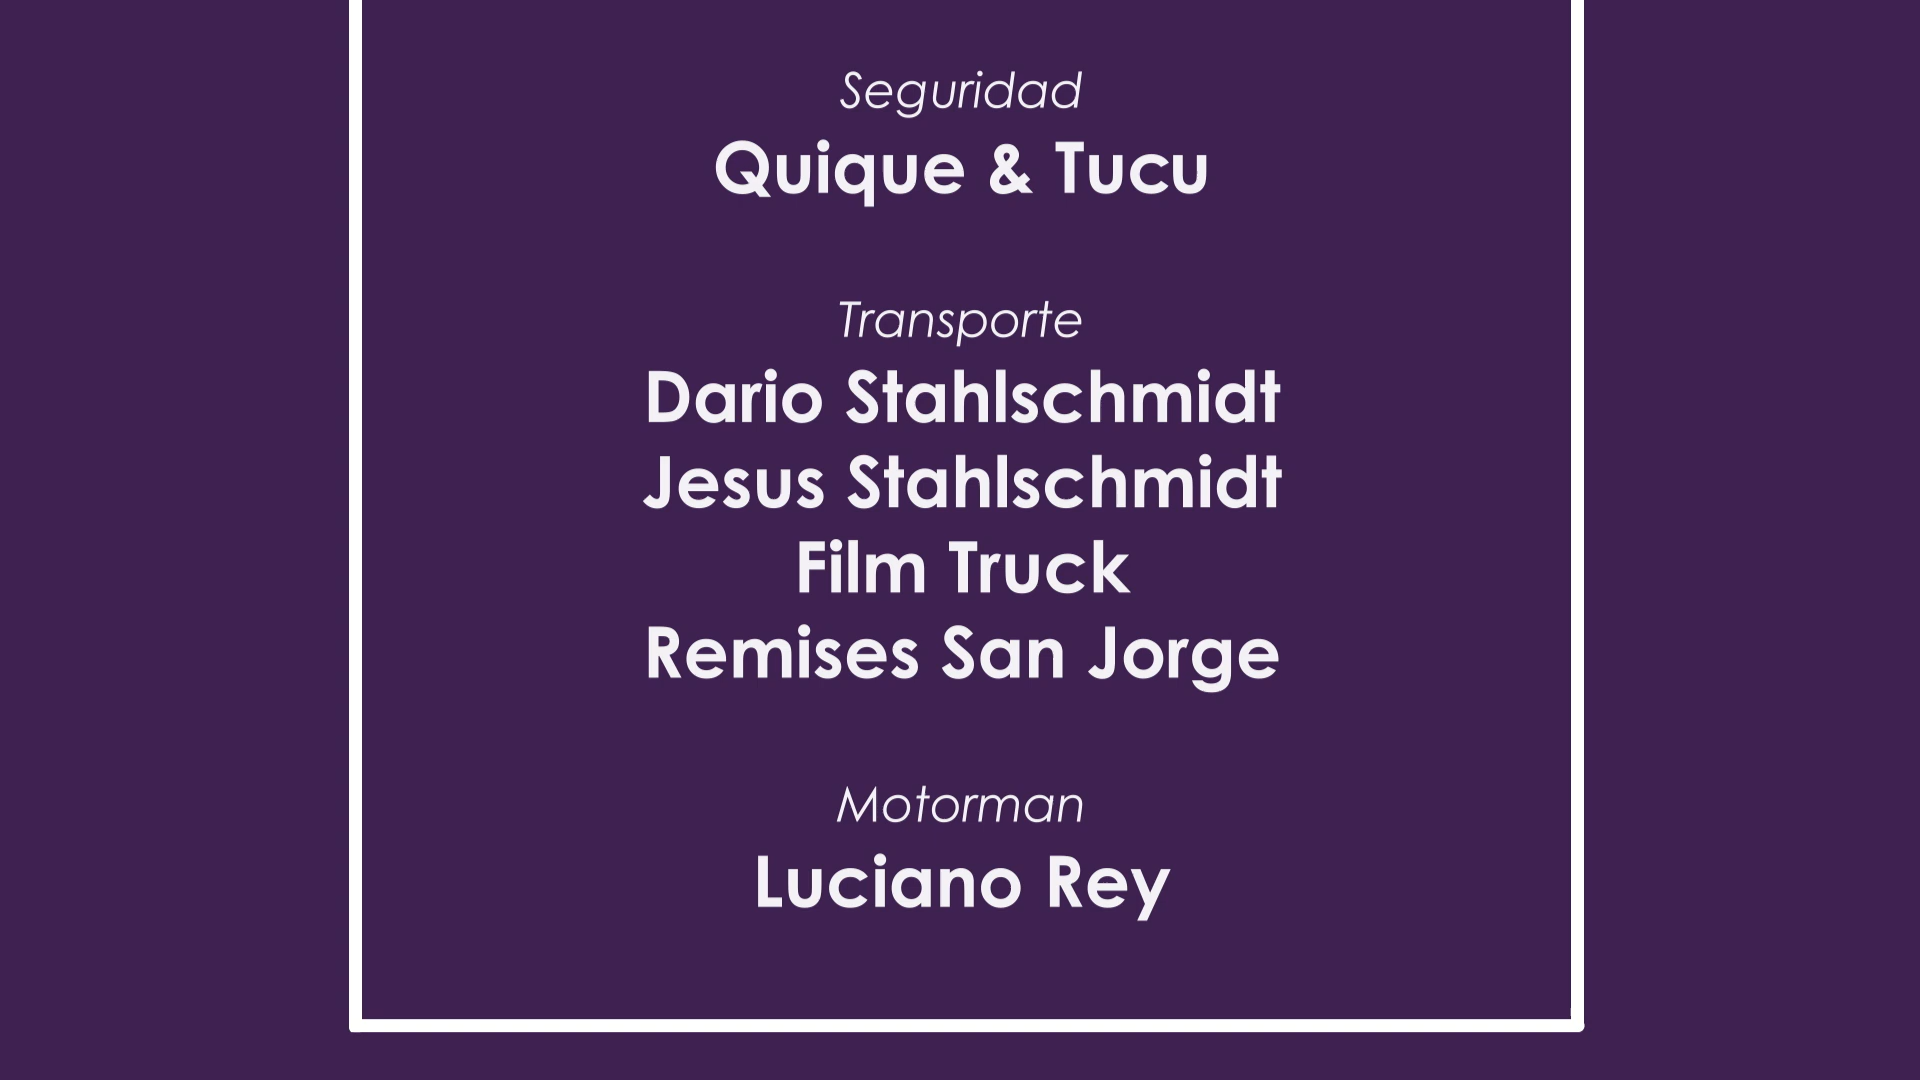 Seguridad
Quique & Tucu
Transporte
Dario Stahlschmidt
Jesus Stahlschmidt
Film Truck
Remises San Jorge
Motorman
Luciano Rey